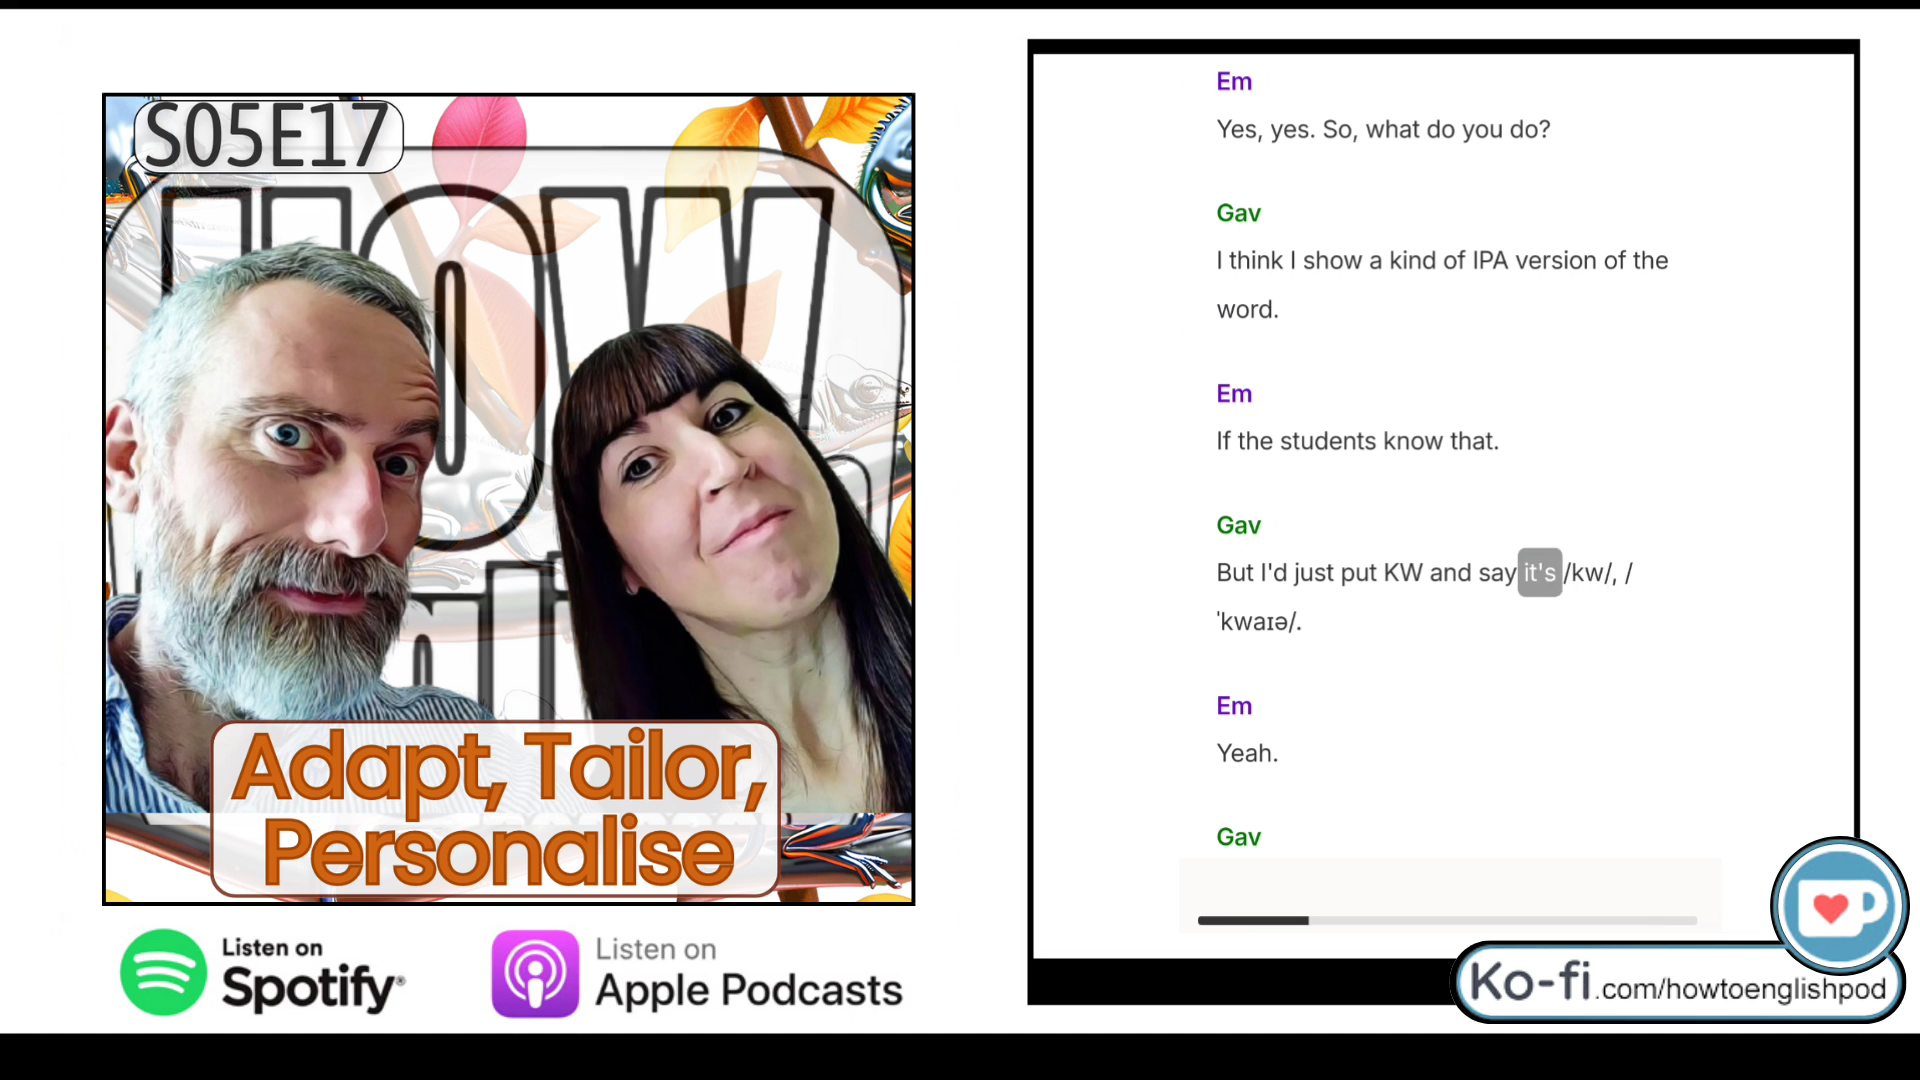 S05E17
HOW
Adapt, Tailor,
Personalise
Listen on
Spotify®
Listen on
Apple Podcasts
Em
Yes, yes. So, what do you do?
Gav
I think I show a kind of IPA version of the
word.
Em
If the students know that.
Gav
But I'd just put KW and say it's /kw/, /
ˈkwaɪə/.
Em
Yeah.
Gav
Ko-fi.com/howtoenglishpod